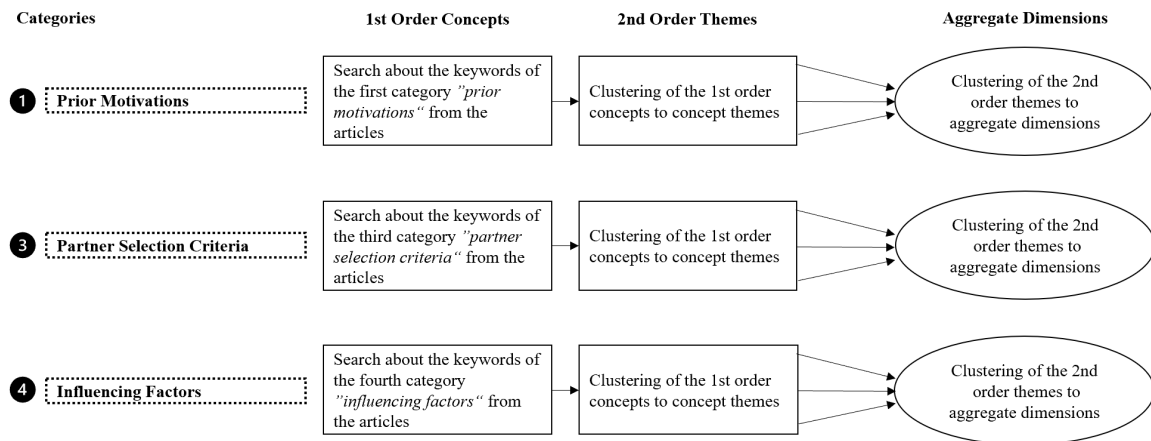 Categories
1st Order Concepts
2nd Order Themes
Aggregate Dimensions
1
Prior Motivations
Search about the keywords of
the first category ”prior
motivations“ from the
articles
Clustering of the 1st order
concepts to concept themes
Clustering of the 2nd
order themes to
aggregate dimensions
3
Partner Selection Criteria
Search about the keywords of
the third category ”partner
selection criteria“ from the
articles
Clustering of the 1st order
concepts to concept themes
Clustering of the 2nd
order themes to
aggregate dimensions
4
Influencing Factors
Search about the keywords of
the fourth category
”influencing factors“ from
the articles
Clustering of the 1st order
concepts to concept themes
Clustering of the 2nd
order themes to
aggregate dimensions